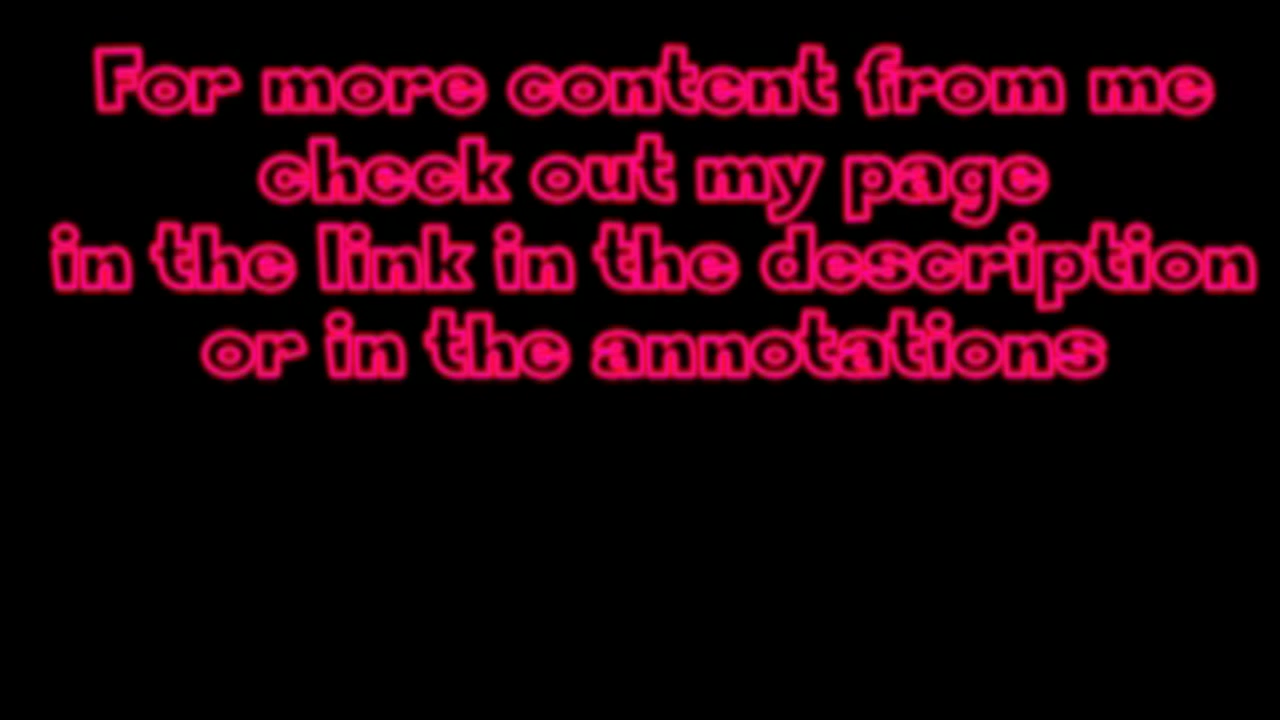 For more content from me
check out my page
in the link in the description
or in the annotations